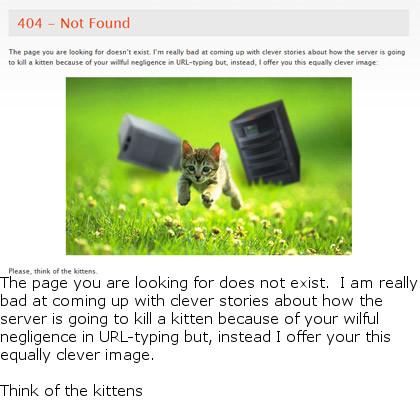 404 – Not Found
The page you are looking for doesn't exist. I'm really bad at coming up with clever stories about how the server is going
to kill a kitten because of your willful negligence in URL-typing but, instead, I offer you this equally clever image:
Please, think of the kittens.
The page you are looking for does not exist. I am really
bad at coming up with clever stories about how the
server is going to kill a kitten because of your wilful
negligence in URL-typing but, instead I offer your this
equally clever image.
Think of the kittens